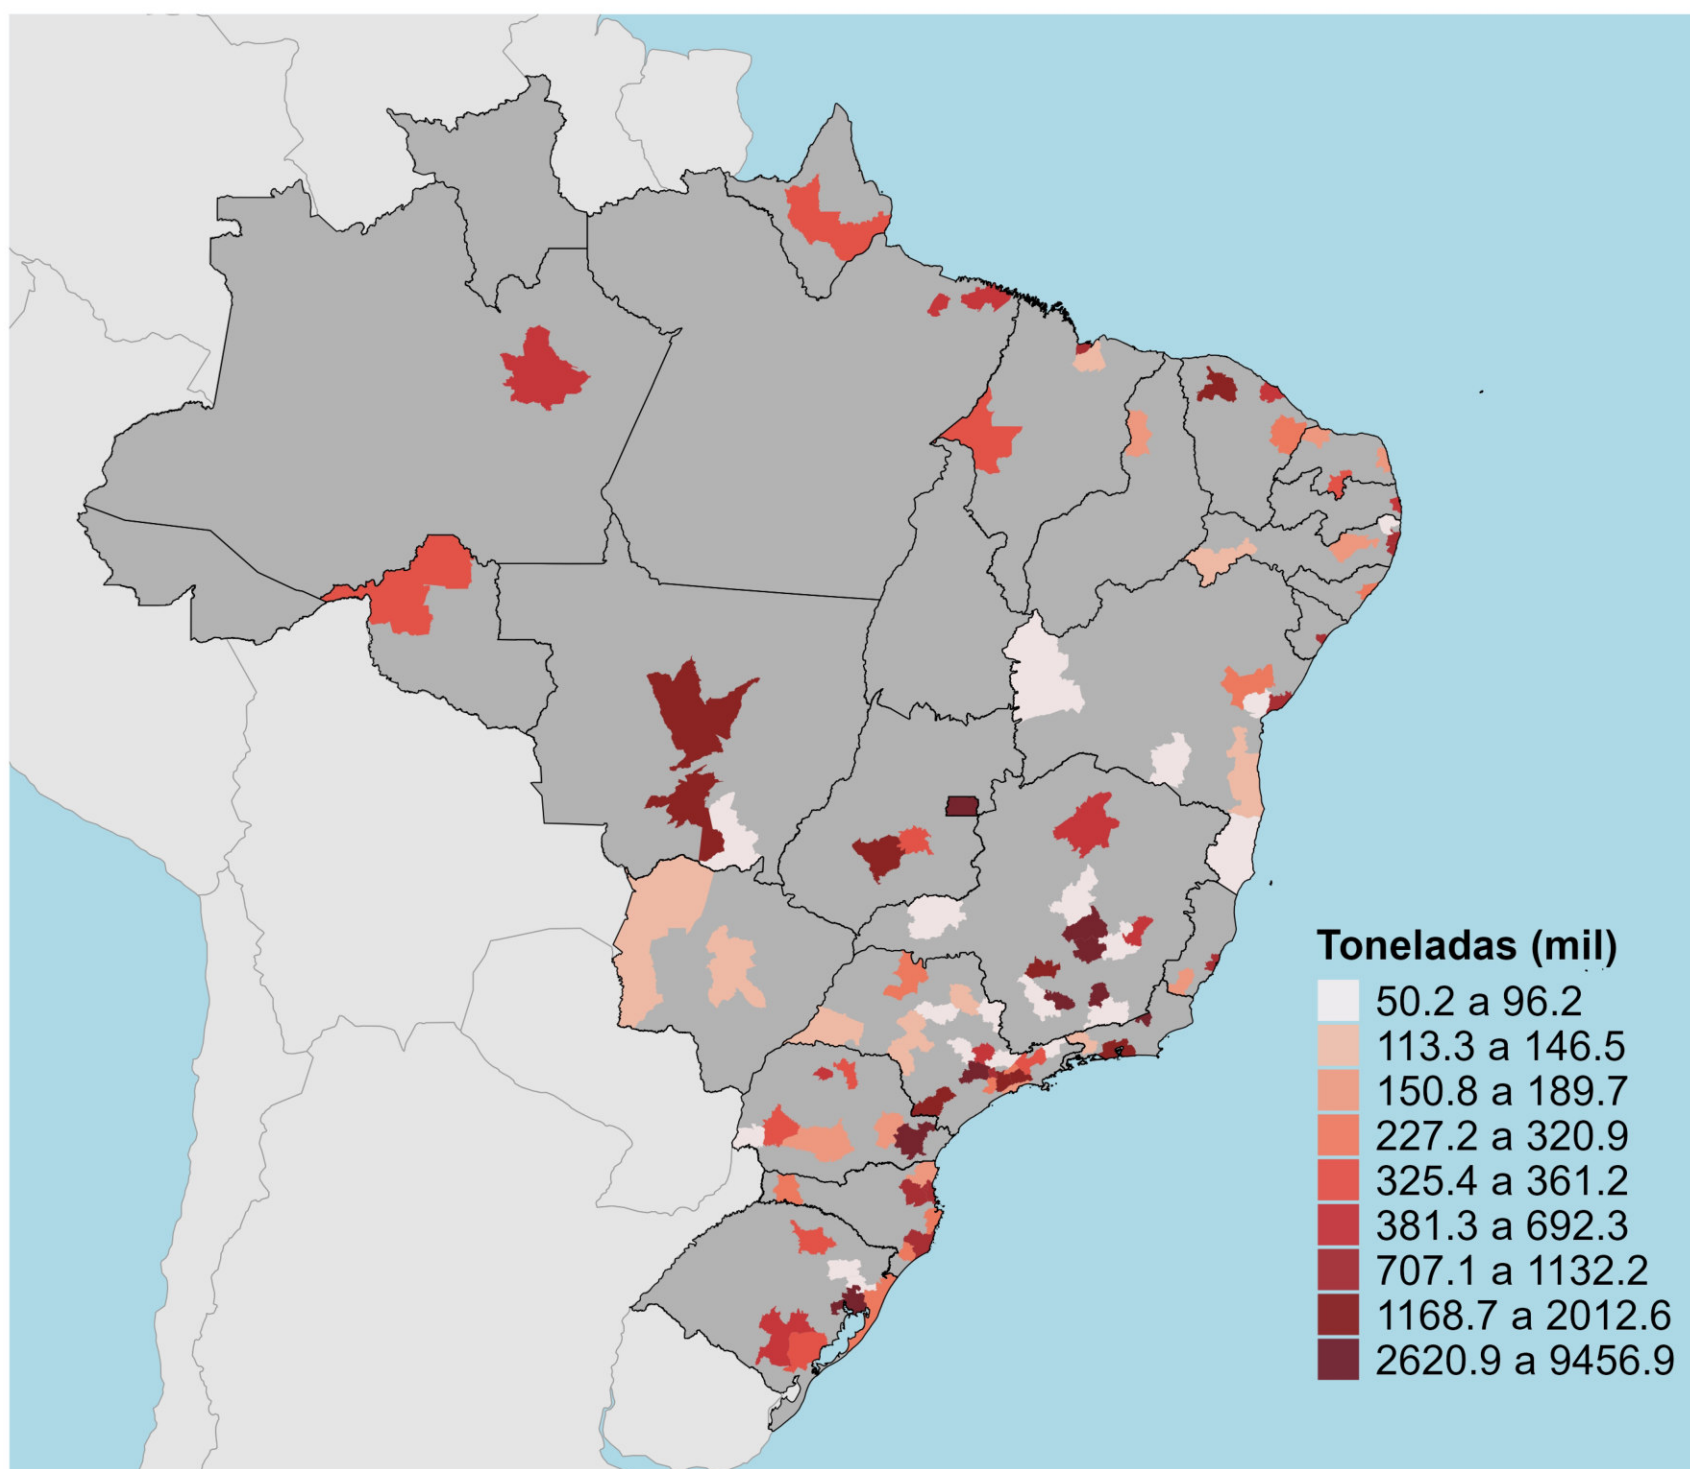 Toneladas (mil)
50.2 a 96.2
113.3 a 146.5
150.8 a 189.7
227.2 a 320.9
325.4 a 361.2
381.3 a 692.3
707.1 a 1132.2
1168.7 a 2012.6
2620.9 a 9456.9